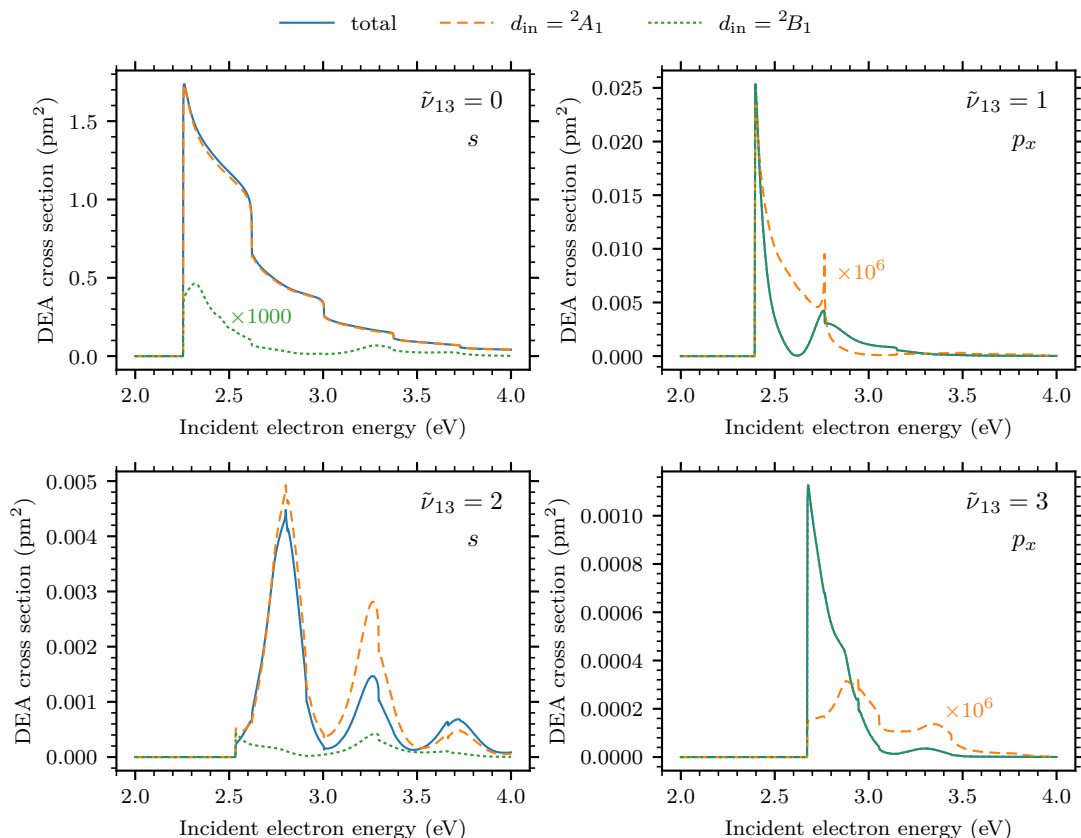 total d_in = ²A₁ d_in = ²B₁
DEA cross section (pm²)
1.5
1.0
0.5
0.0
ν̃₁₃ = 0
s
×1000
2.0 2.5 3.0 3.5 4.0
Incident electron energy (eV)
DEA cross section (pm²)
0.025
0.020
0.015
0.010
0.005
0.000
ν̃₁₃ = 1
pₓ
×10⁶
2.0 2.5 3.0 3.5 4.0
Incident electron energy (eV)
DEA cross section (pm²)
0.005
0.004
0.003
0.002
0.001
0.000
ν̃₁₃ = 2
s
2.0 2.5 3.0 3.5 4.0
Incident electron energy (eV)
DEA cross section (pm²)
0.0010
0.0008
0.0006
0.0004
0.0002
0.0000
ν̃₁₃ = 3
pₓ
×10⁶
2.0 2.5 3.0 3.5 4.0
Incident electron energy (eV)